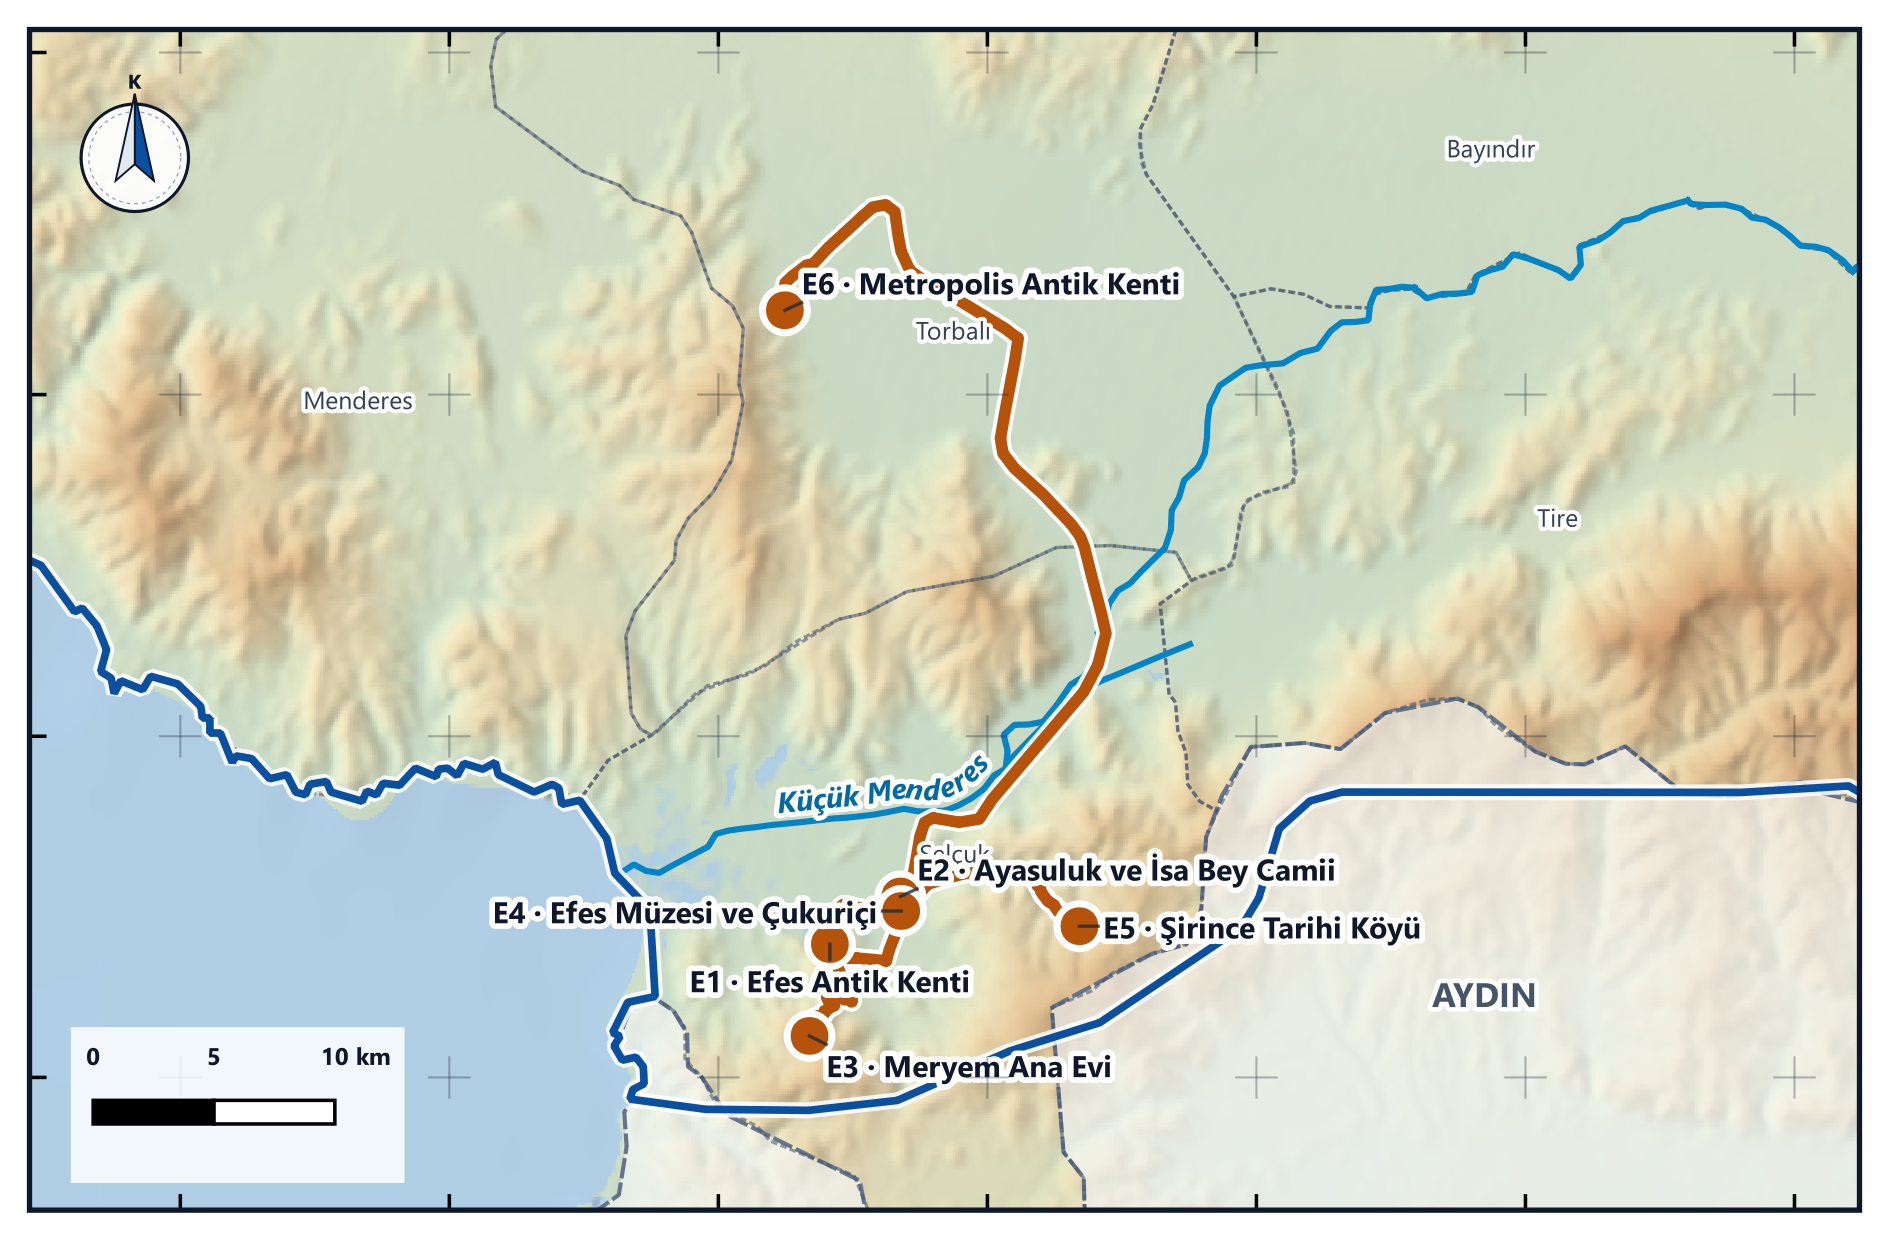 K
Bayındır
E6 · Metropolis Antik Kenti
Torbalı
Menderes
Tire
Küçük Menderes
Selçuk
E2 · Ayasuluk ve İsa Bey Camii
E4 · Efes Müzesi ve Çukuriçi
E5 · Şirince Tarihi Köyü
E1 · Efes Antik Kenti
AYDIN
E3 · Meryem Ana Evi
0 5 10 km